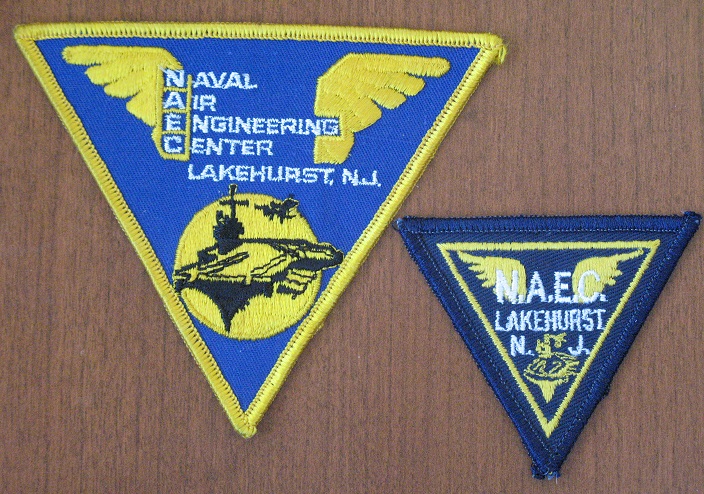 NAVAL
AIR
ENGINEERING
CENTER
LAKEHURST, N.J.
N.A.E.C.
LAKEHURST
N. J.